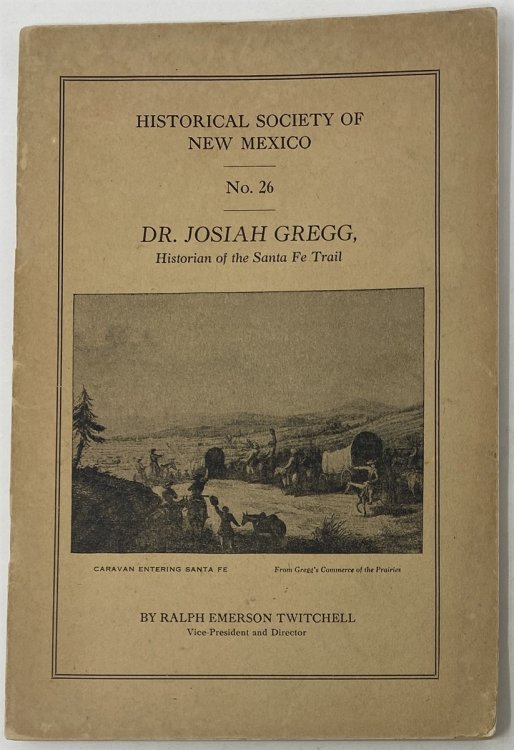 HISTORICAL SOCIETY OF
NEW MEXICO
No. 26
DR. JOSIAH GREGG,
Historian of the Santa Fe Trail
CARAVAN ENTERING SANTA FE
From Gregg's Commerce of the Prairies
BY RALPH EMERSON TWITCHELL
Vice-President and Director